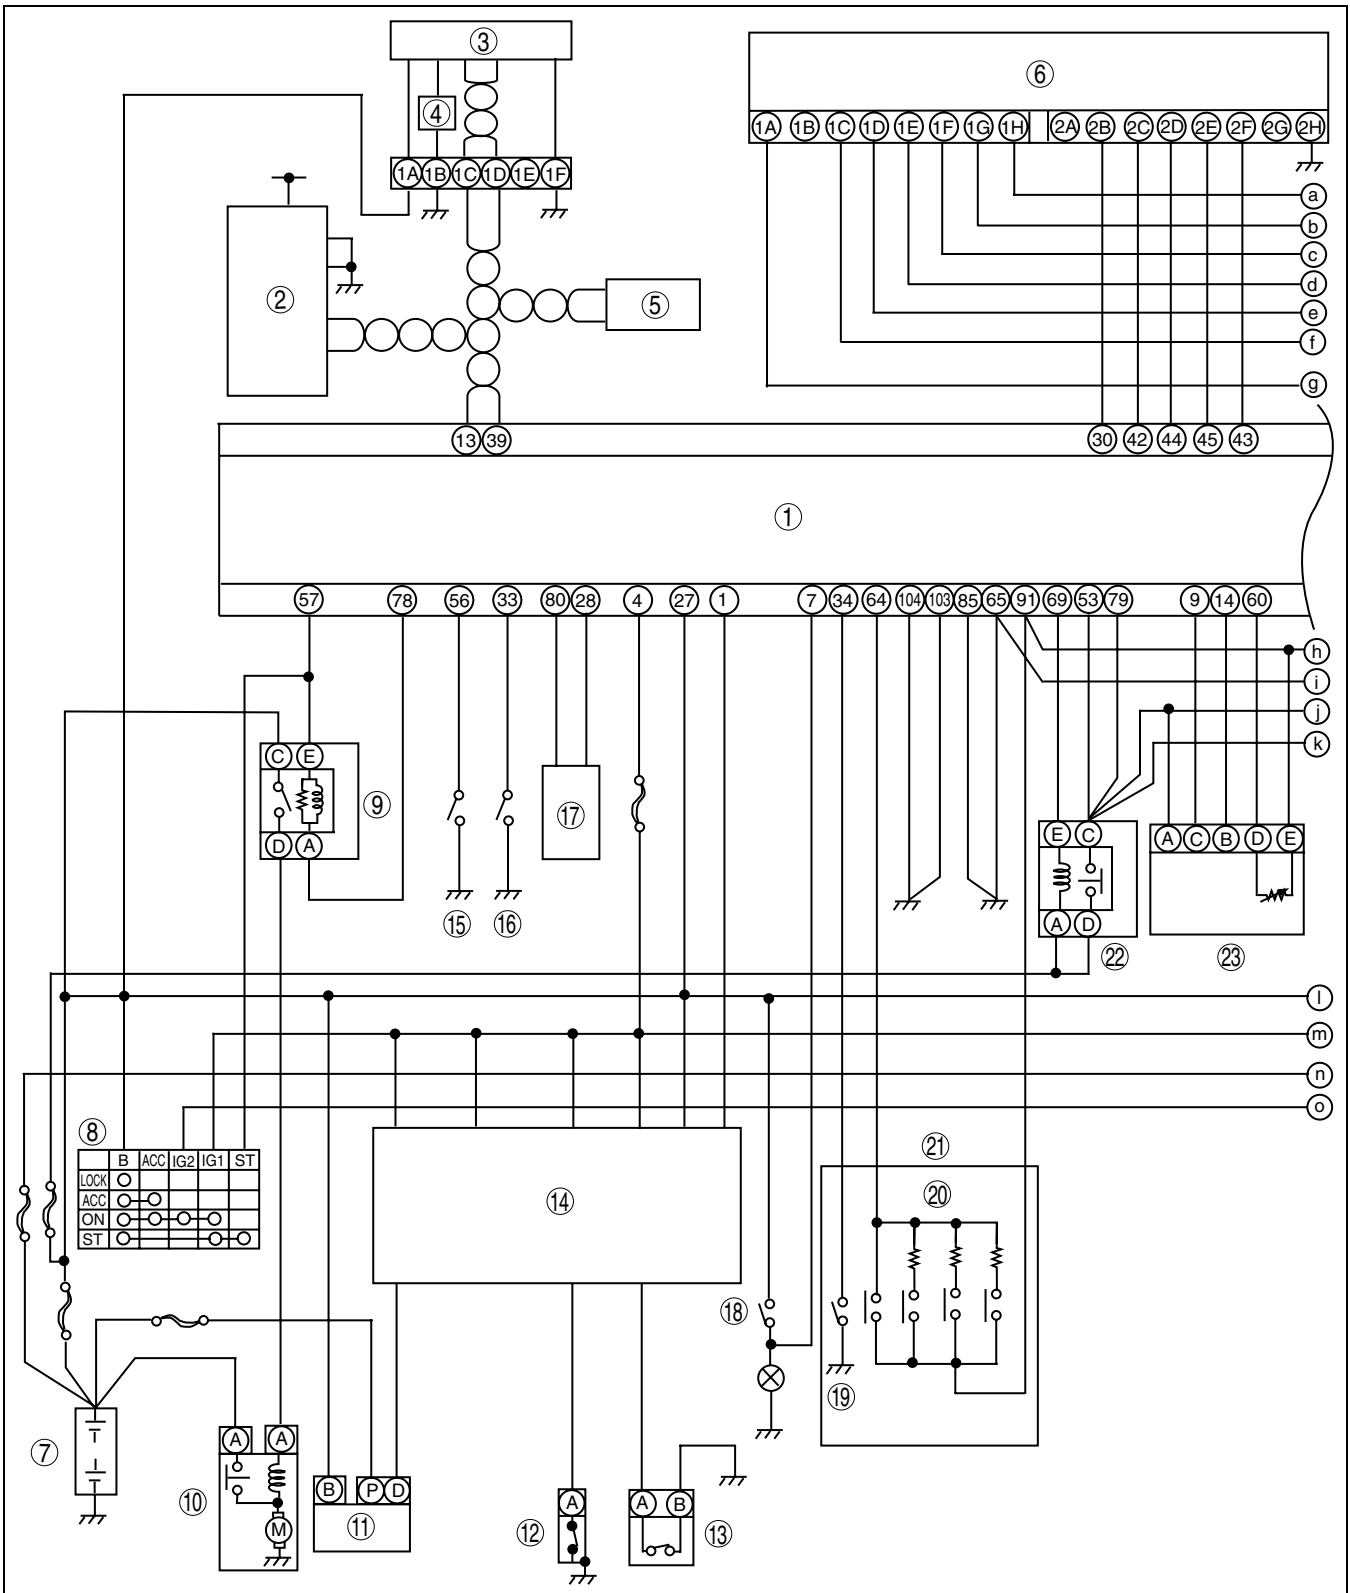 3
6
4
1A 1B 1C 1D 1E 1F 1G 1H 2A 2B 2C 2D 2E 2F 2G 2H
1A 1B 1C 1D 1E 1F
a
b
c
d
e
f
g
2
5
13 39 30 42 44 45 43
1
57 78 56 33 80 28 4 27 1 7 34 64 104 103 85 65 91 69 53 79 9 14 60
h
i
j
k
C E
9
D A
17
15
16
E C
A D
22
A C B D E
23
l
m
n
o
8
B ACC IG2 IG1 ST
LOCK
ACC
ON
ST
14
21
20
18
19
7
A A
M
10
B P D
11
A
12
A B
13